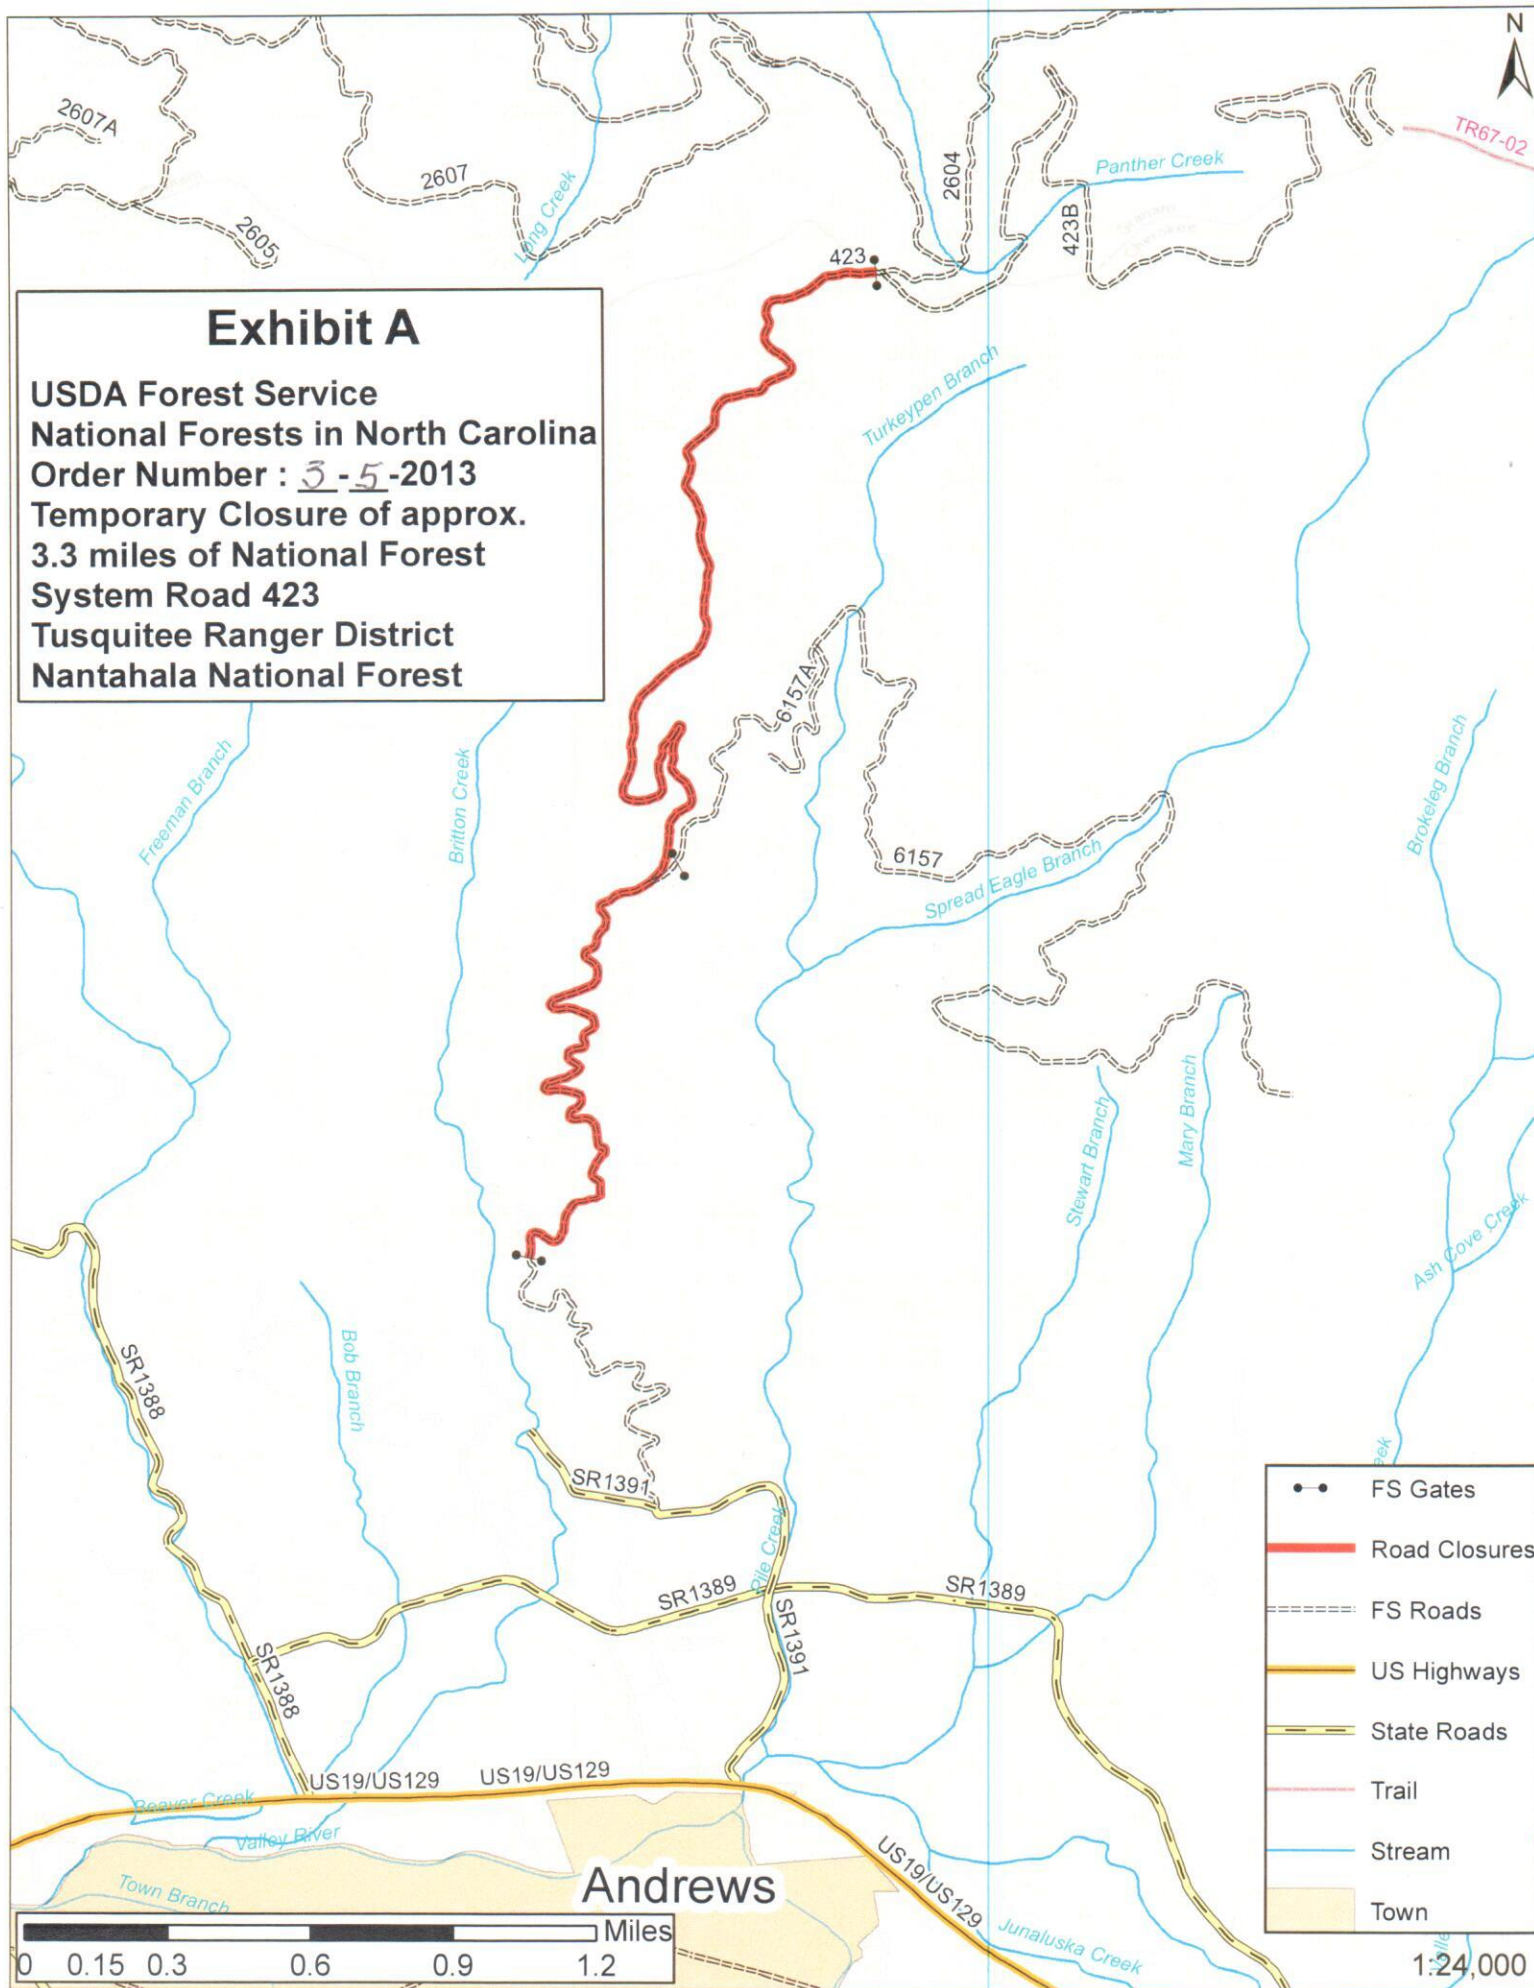 N
2607A
2607
2605
Long Creek
2604
Panther Creek
TR67-02
423B
423
Exhibit A
USDA Forest Service
National Forests in North Carolina
Order Number : 3-5-2013
Temporary Closure of approx.
3.3 miles of National Forest
System Road 423
Tusquitee Ranger District
Nantahala National Forest
Turkeypen Branch
6157A
Freeman Branch
Britton Creek
Brokeleg Branch
6157
Spread Eagle Branch
Stewart Branch
Mary Branch
Ash Cove Creek
SR1388
Bob Branch
SR1391
Pile Creek
SR1389
SR1389
SR1391
SR1388
US19/US129
US19/US129
Beaver Creek
Valley River
Town Branch
Andrews
US19/US129
Junaluska Creek
eek
FS Gates
Road Closures
FS Roads
US Highways
State Roads
Trail
Stream
Town
Miles
0 0.15 0.3 0.6 0.9 1.2
1:24,000